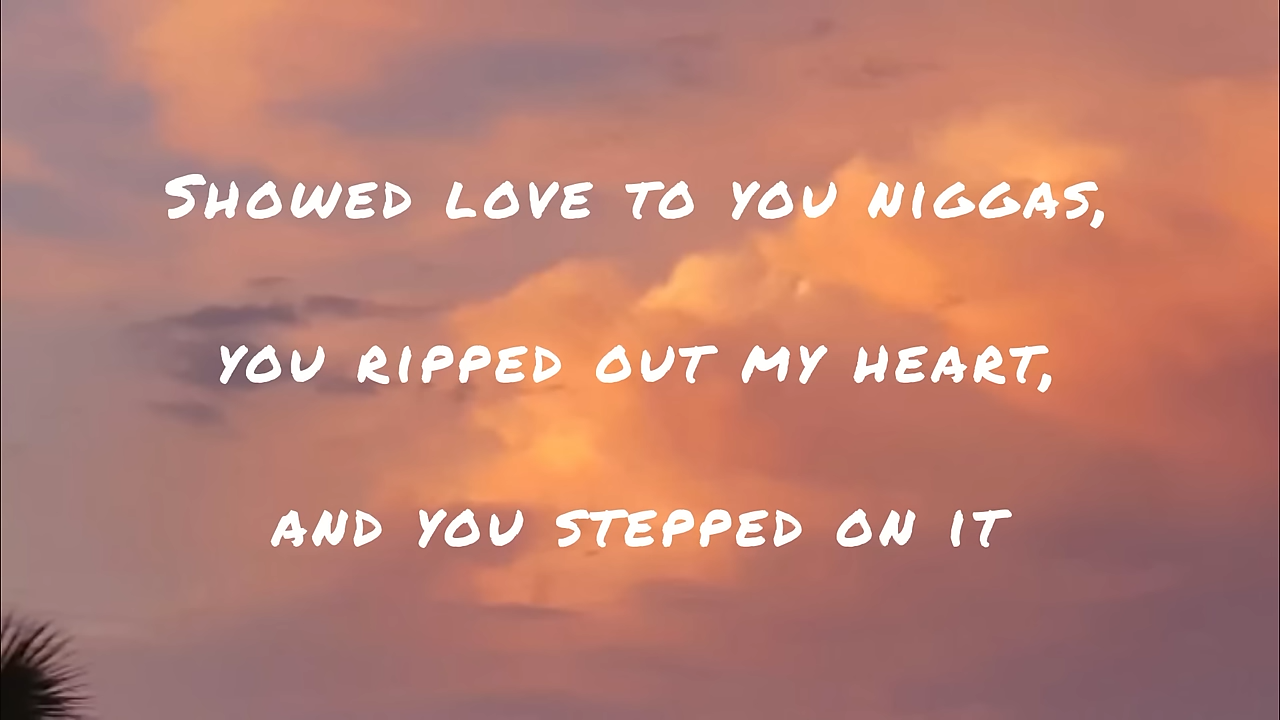 Showed love to you niggas,
you ripped out my heart,
and you stepped on it